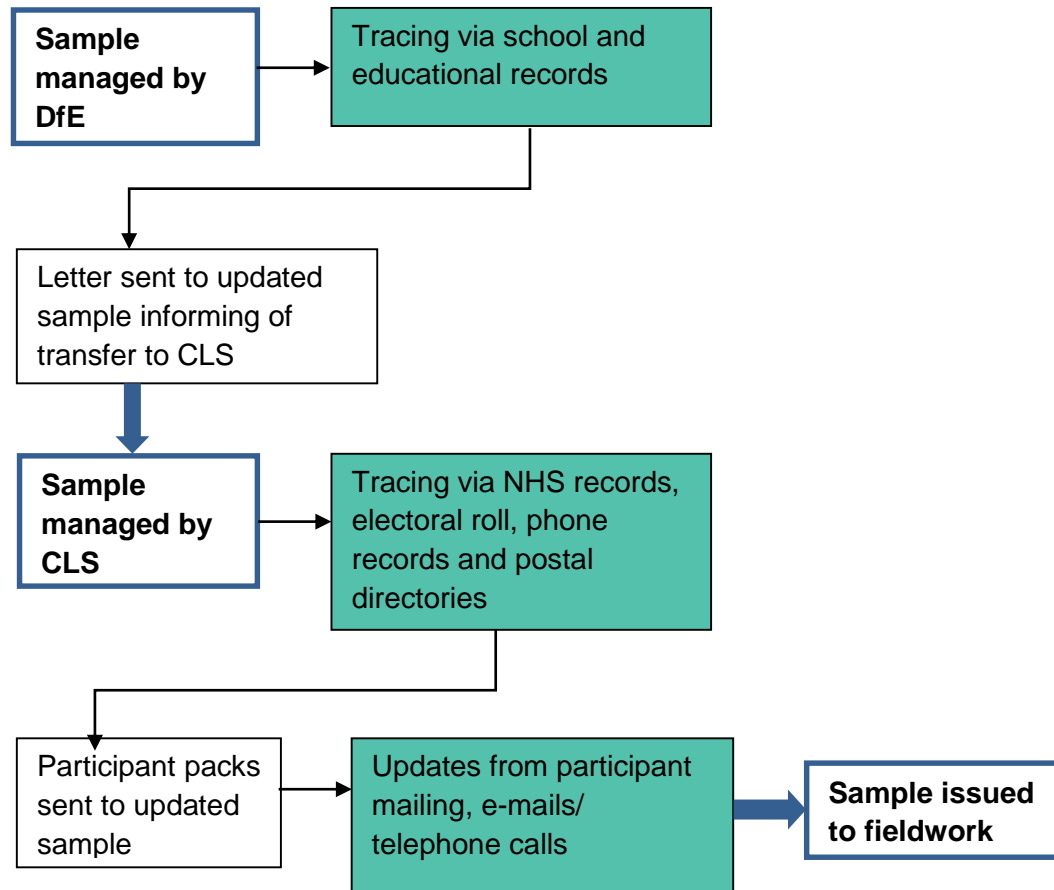 Sample
managed by
DfE
Tracing via school and
educational records
Letter sent to updated
sample informing of
transfer to CLS
Sample
managed by
CLS
Tracing via NHS records,
electoral roll, phone
records and postal
directories
Participant packs
sent to updated
sample
Updates from participant
mailing, e-mails/
telephone calls
Sample issued
to fieldwork